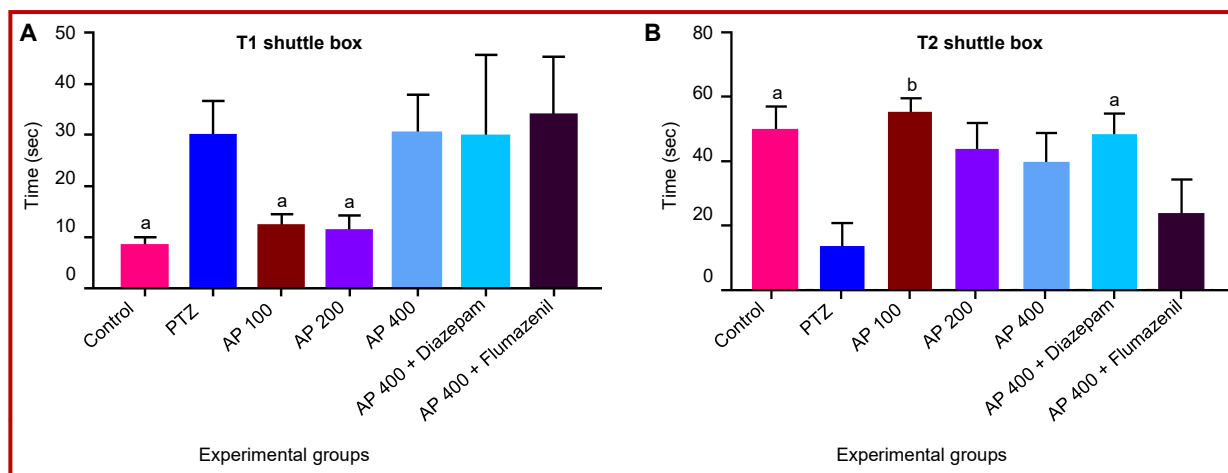 A
T1 shuttle box
Time (sec)
50
40
30
20
10
0
a
a
a
Control
PTZ
AP 100
AP 200
AP 400
AP 400 + Diazepam
AP 400 + Flumazenil
Experimental groups
B
T2 shuttle box
Time (sec)
80
60
40
20
0
a
b
a
Control
PTZ
AP 100
AP 200
AP 400
AP 400 + Diazepam
AP 400 + Flumazenil
Experimental groups